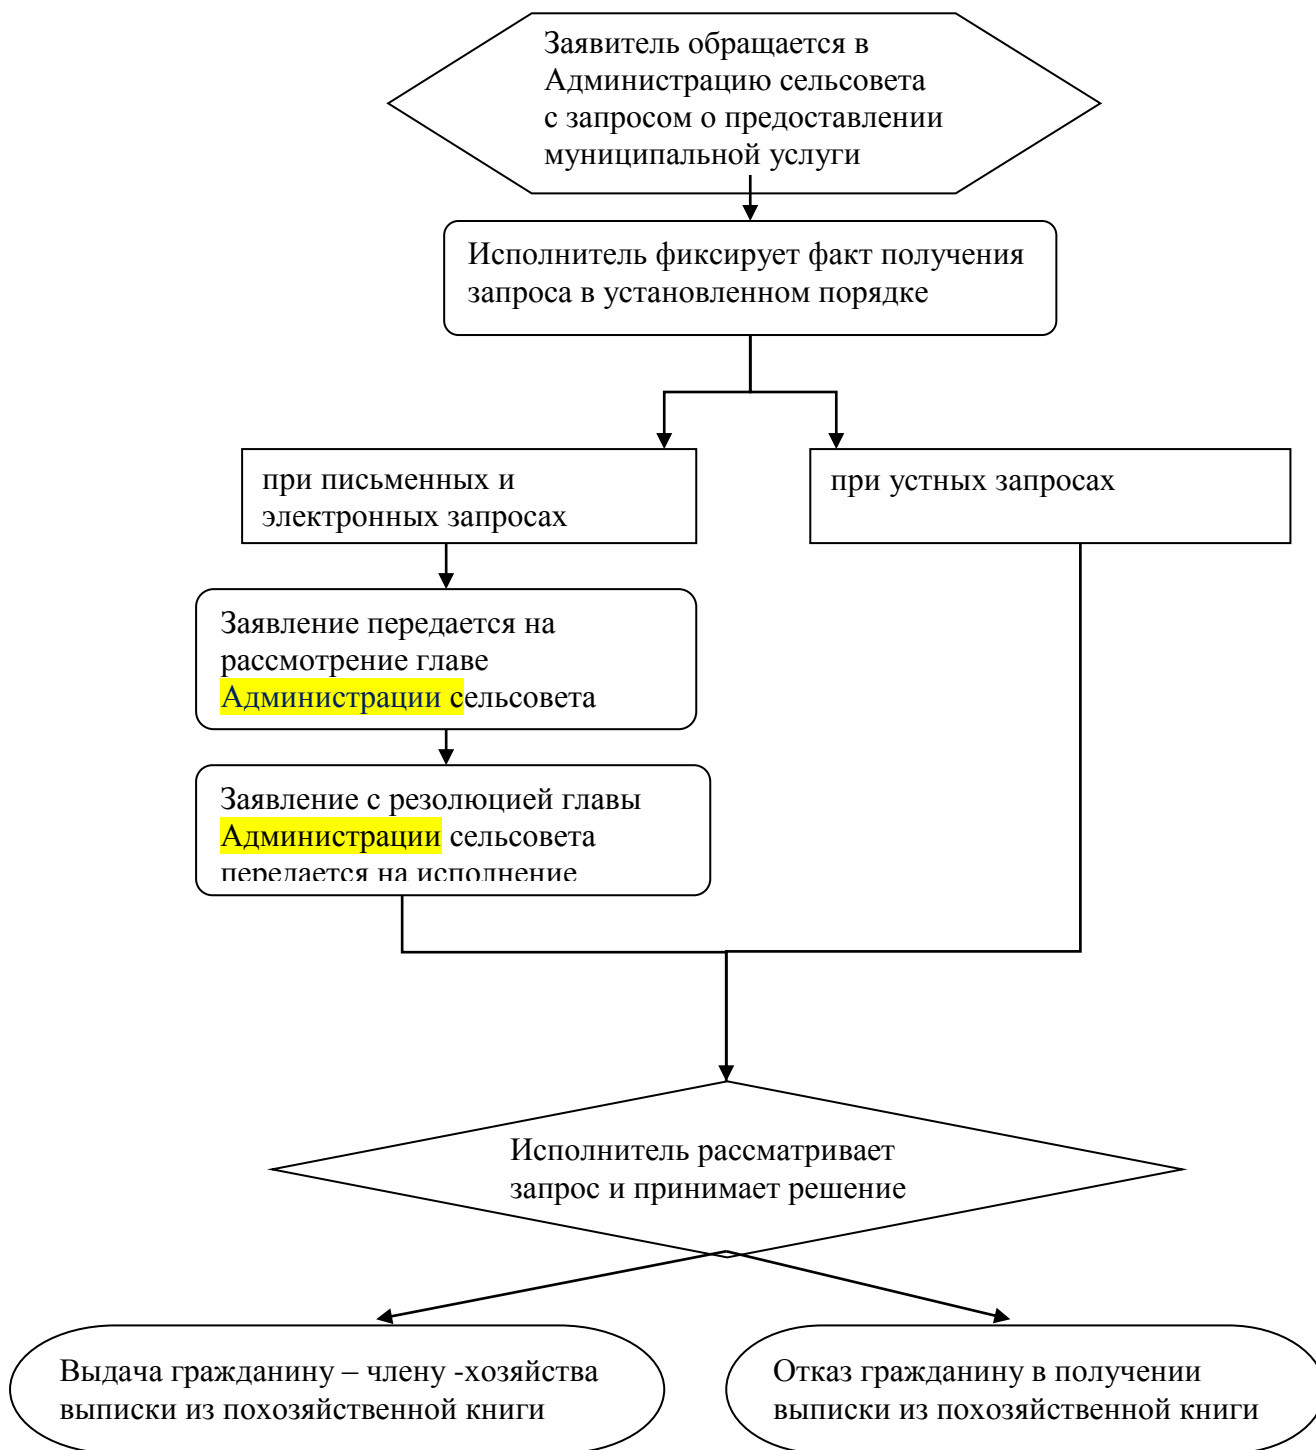 Заявитель обращается в
Администрацию сельсовета
с запросом о предоставлении
муниципальной услуги
Исполнитель фиксирует факт получения
запроса в установленном порядке
при письменных и
электронных запросах
при устных запросах
Заявление передается на
рассмотрение главе
Администрации сельсовета
Заявление с резолюцией главы
Администрации сельсовета
передается на исполнение
Исполнитель рассматривает
запрос и принимает решение
Выдача гражданину – члену -хозяйства
выписки из похозяйственной книги
Отказ гражданину в получении
выписки из похозяйственной книги